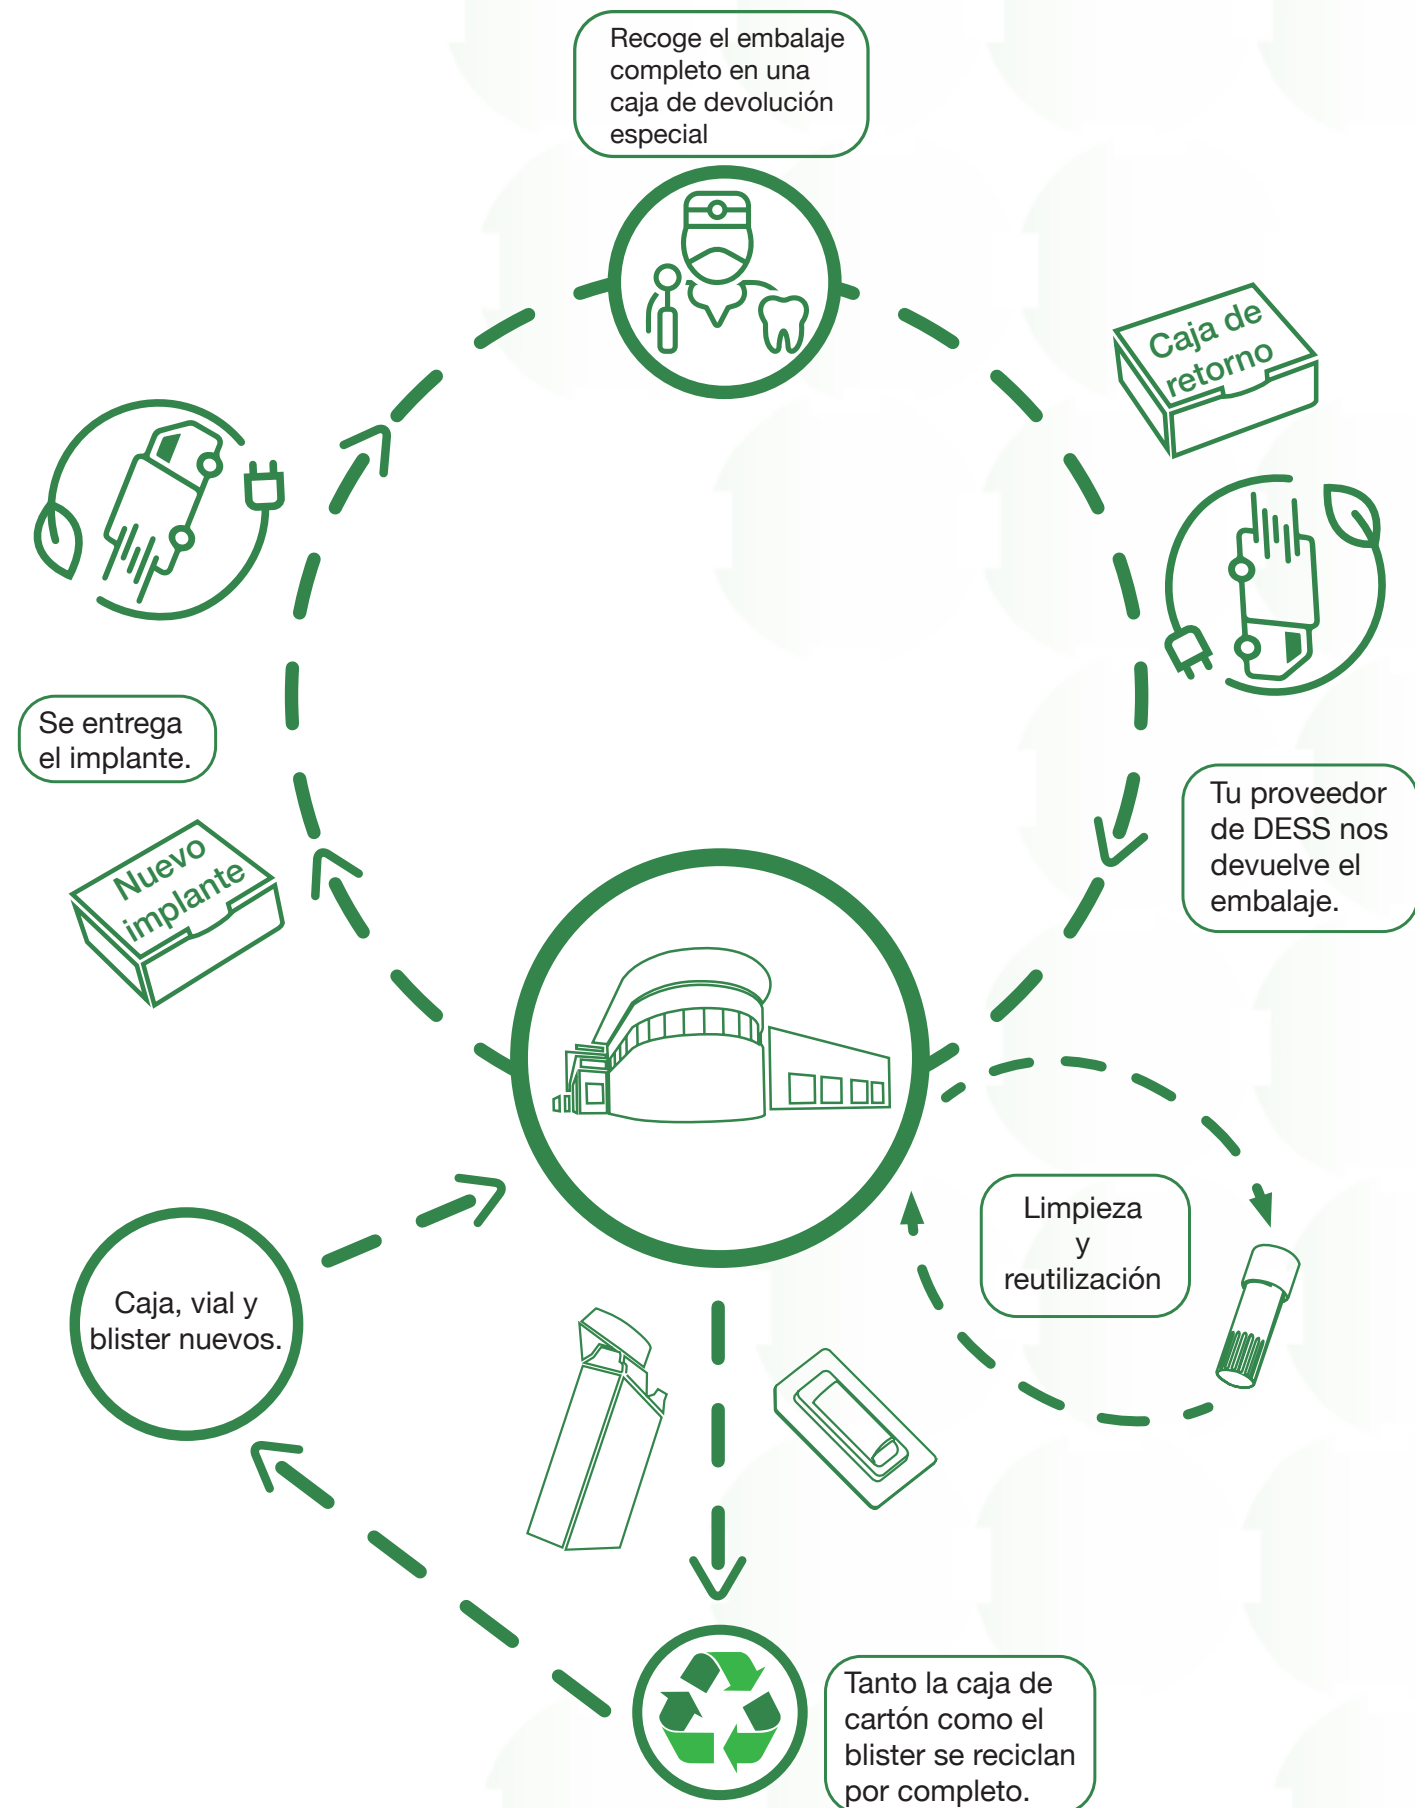 Recoge el embalaje
completo en una
caja de devolución
especial
Caja de
retorno
Se entrega
el implante.
Tu proveedor
de DESS nos
devuelve el
embalaje.
Nuevo
implante
Limpieza
y
reutilización
Caja, vial y
blister nuevos.
Tanto la caja de
cartón como el
blister se reciclan
por completo.